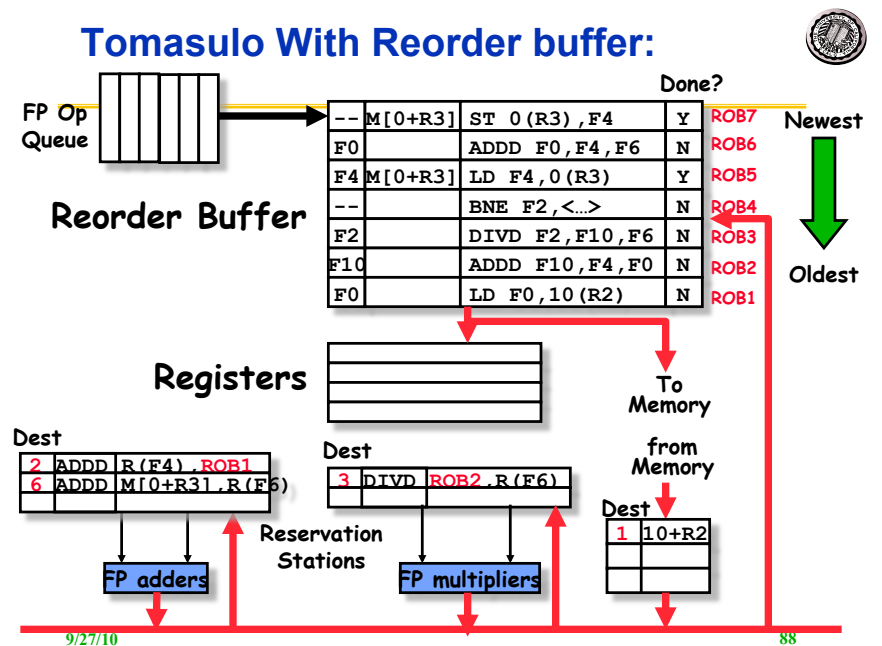 Tomasulo With Reorder buffer:
Done?
FP Op
Queue
-- M[0+R3] ST 0(R3),F4 Y ROB7
F0 ADDD F0,F4,F6 N ROB6
F4 M[0+R3] LD F4,0(R3) Y ROB5
-- BNE F2,<…> N ROB4
F2 DIVD F2,F10,F6 N ROB3
F10 ADDD F10,F4,F0 N ROB2
F0 LD F0,10(R2) N ROB1
Newest
Oldest
Reorder Buffer
Registers
To
Memory
from
Memory
Dest
2 ADDD R(F4),ROB1
6 ADDD M[0+R3],R(F6)
Dest
3 DIVD ROB2,R(F6)
Dest
1 10+R2
Reservation
Stations
FP adders
FP multipliers
9/27/10
88